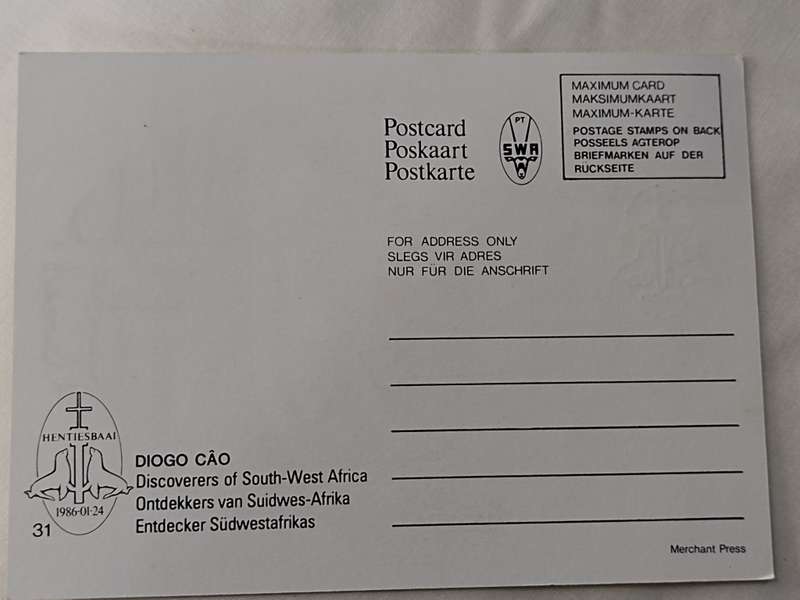 MAXIMUM CARD
MAKSIMUMKAART
MAXIMUM-KARTE
POSTAGE STAMPS ON BACK
POSSEELS AGTEROP
BRIEFMARKEN AUF DER
RÜCKSEITE
Postcard
Poskaart
Postkarte
PT
SWA
FOR ADDRESS ONLY
SLEGS VIR ADRES
NUR FÜR DIE ANSCHRIFT
HENTIESBAAI
1986-01-24
31
DIOGO CÂO
Discoverers of South-West Africa
Ontdekkers van Suidwes-Afrika
Entdecker Südwestafrikas
Merchant Press